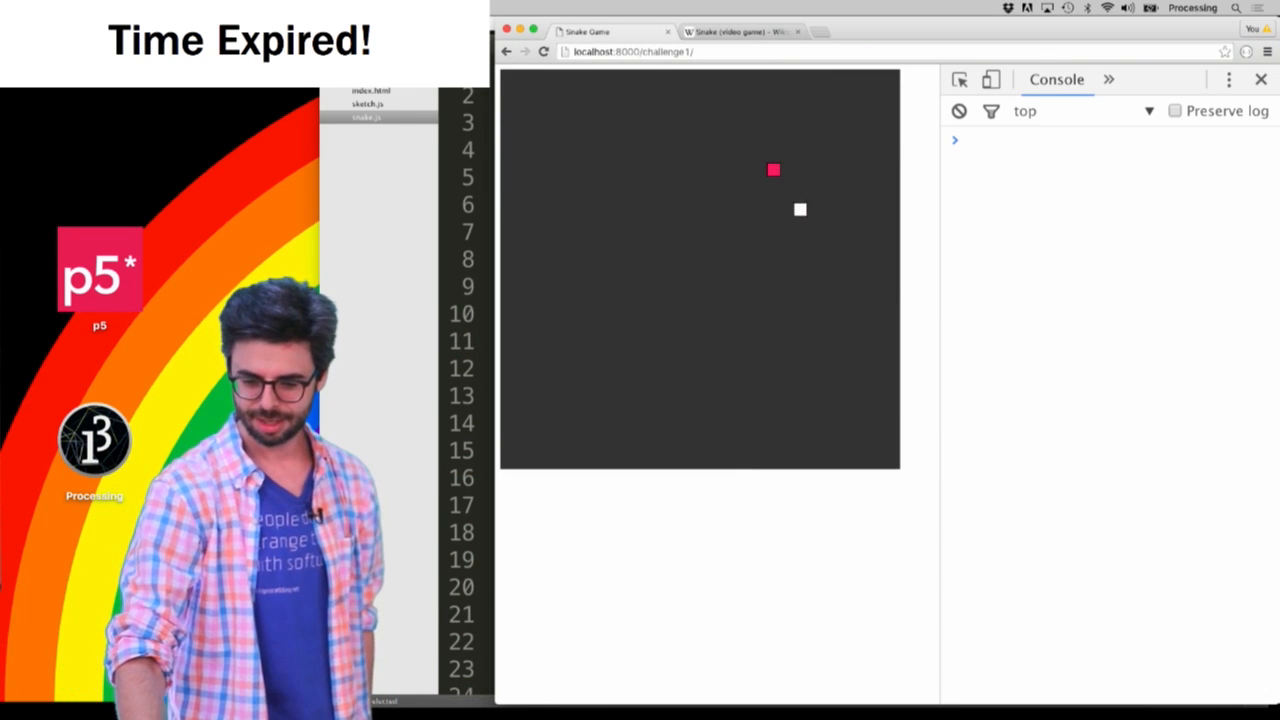 Time Expired!
Processing
Snake Game
Snake (video game) - Wiki
You
localhost:8000/challenge1/
Console
top
Preserve log
index.html
sketch.js
snake.js
2
3
4
5
6
7
8
9
10
11
12
13
14
15
16
17
18
19
20
21
22
23
24
p5*
p5
Processing
eople d
range t
ith softw